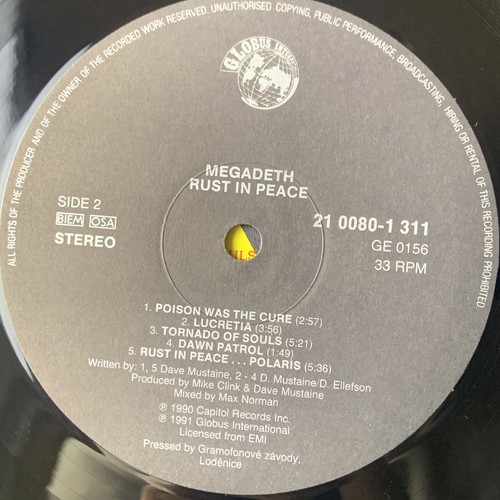 ALL RIGHTS OF THE PRODUCER AND OF THE OWNER OF THE RECORDED WORK RESERVED. UNAUTHORISED COPYING, PUBLIC PERFORMANCE, BROADCASTING, HIRING OR RENTAL OF THIS RECORDING PROHIBITED
GLOBUS INTERN
MEGADETH
RUST IN PEACE
SIDE 2
BIEM OSA
STEREO
21 0080-1 311
GE 0156
33 RPM
1. POISON WAS THE CURE (2:57)
2. LUCRETIA (3:56)
3. TORNADO OF SOULS (5:21)
4. DAWN PATROL (1:49)
5. RUST IN PEACE . . . POLARIS (5:36)
Written by: 1, 5 Dave Mustaine, 2 - 4 D. Mustaine/D. Ellefson
Produced by Mike Clink & Dave Mustaine
Mixed by Max Norman
℗ 1990 Capitol Records Inc.
℗ 1991 © Globus International
Licensed from EMI
Pressed by Gramofonové závody,
Loděnice